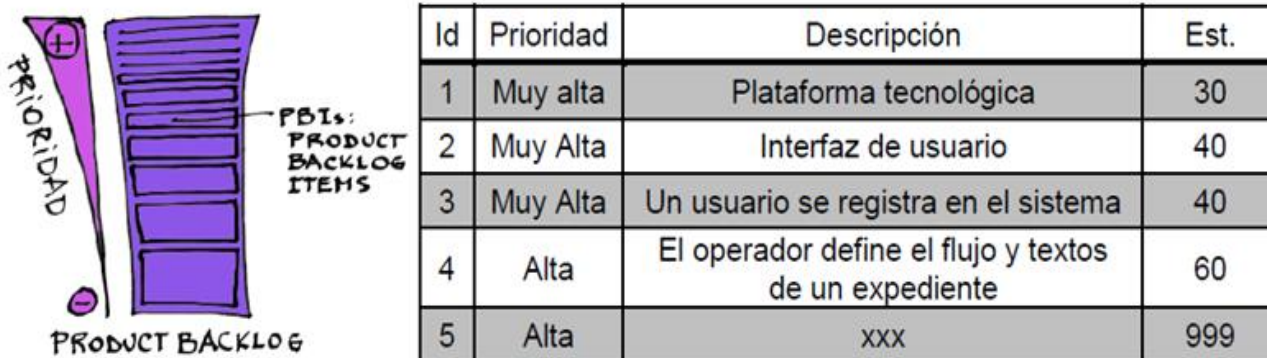 PRIORIDAD
+
-
PBIs:
PRODUCT
BACKLOG
ITEMS
PRODUCT BACKLOG
Id Prioridad Descripción Est.
1 Muy alta Plataforma tecnológica 30
2 Muy Alta Interfaz de usuario 40
3 Muy Alta Un usuario se registra en el sistema 40
4 Alta El operador define el flujo y textos
de un expediente 60
5 Alta xxx 999